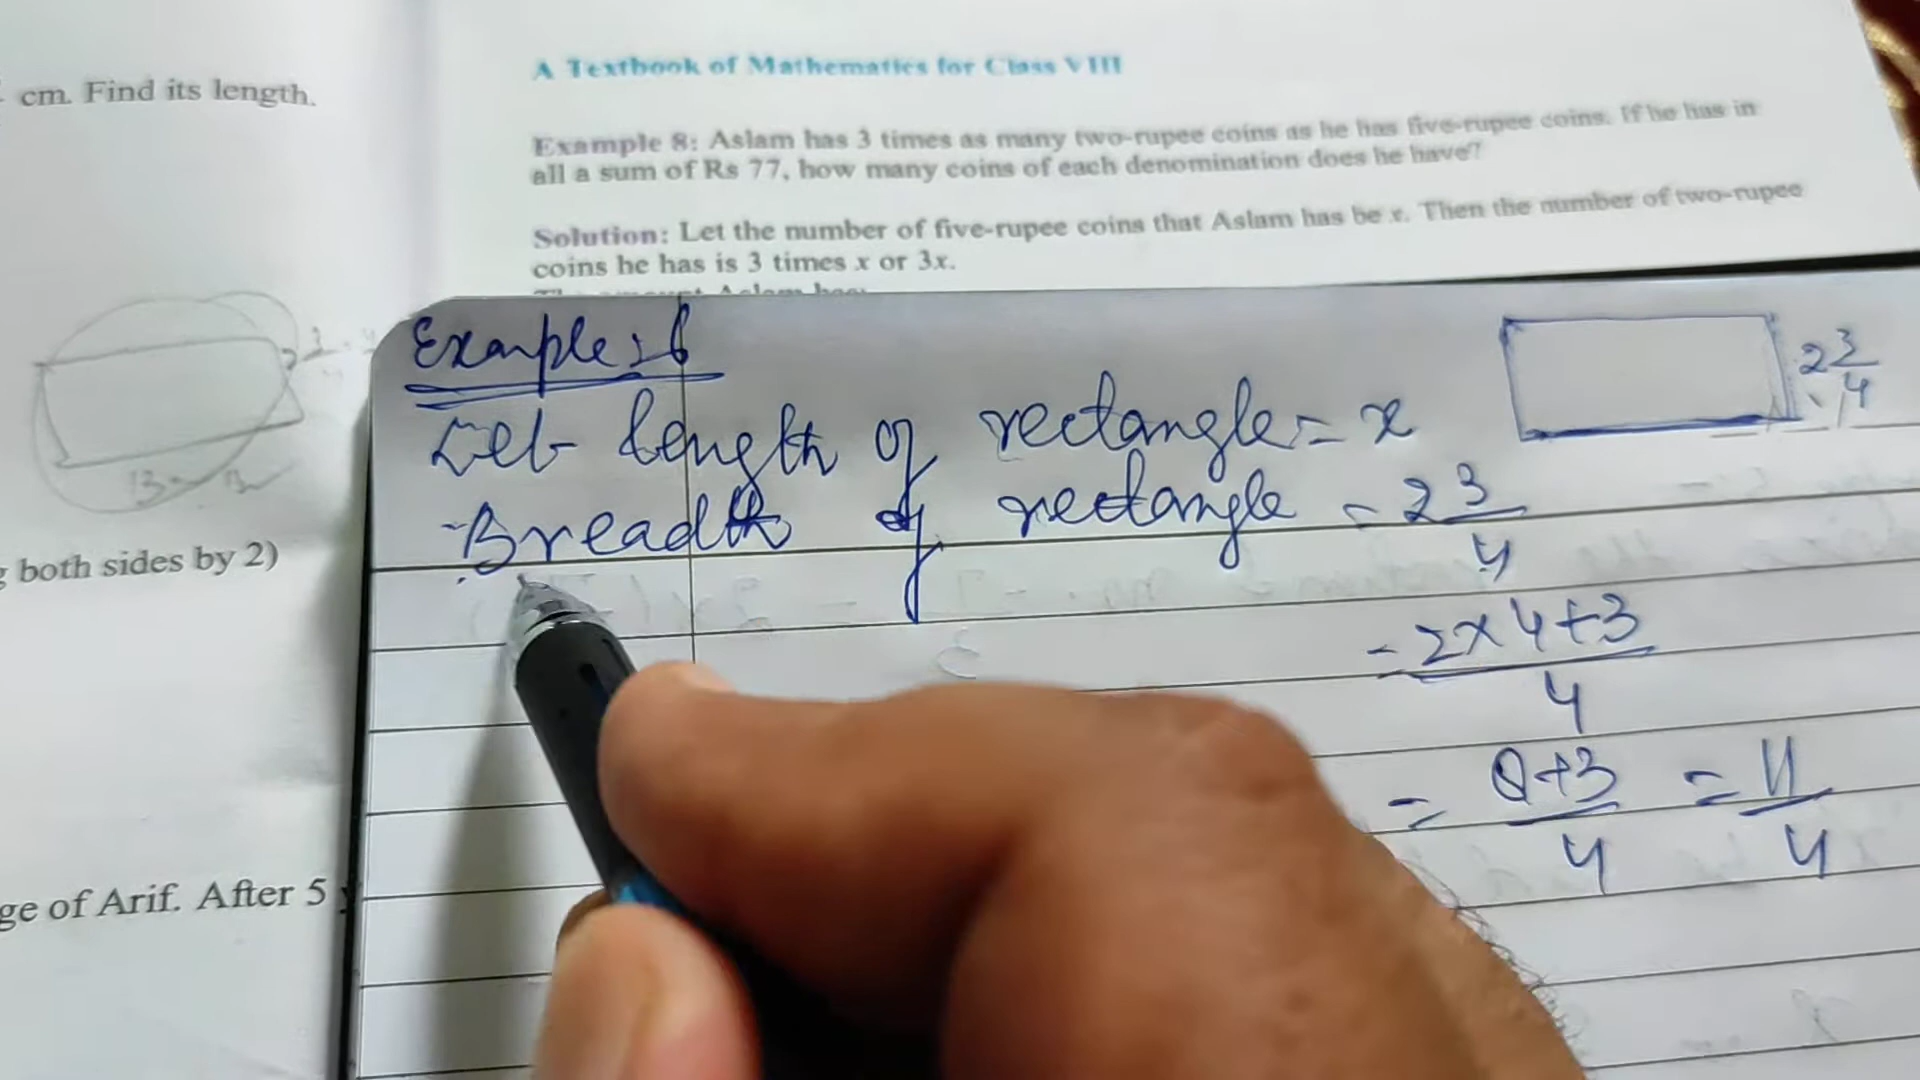 cm. Find its length.
both sides by 2)
ge of Arif. After 5
A Textbook of Mathematics for Class VIII
Example 8: Aslam has 3 times as many two-rupee coins as he has five-rupee coins. If he has in
all a sum of Rs 77, how many coins of each denomination does he have?
Solution: Let the number of five-rupee coins that Aslam has be x. Then the number of two-rupee
coins he has is 3 times x or 3x.
Example : 6
2 3/4
Let length of rectangle = x
Breadth of rectangle = 2 3/4
= 2x4+3/4
= 8+3/4 = 11/4